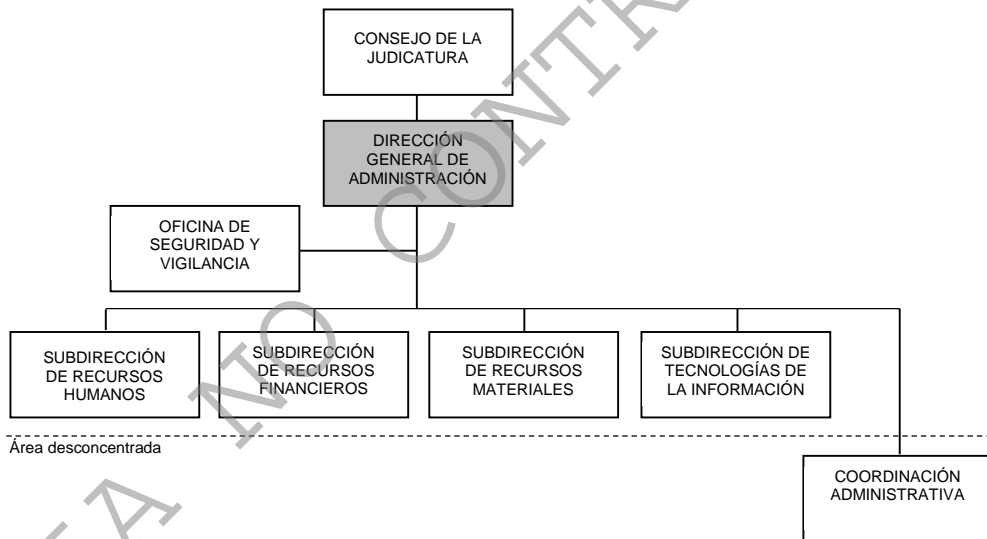 CONSEJO DE LA
JUDICATURA
DIRECCIÓN
GENERAL DE
ADMINISTRACIÓN
OFICINA DE
SEGURIDAD Y
VIGILANCIA
SUBDIRECCIÓN
DE RECURSOS
HUMANOS
SUBDIRECCIÓN
DE RECURSOS
FINANCIEROS
SUBDIRECCIÓN
DE RECURSOS
MATERIALES
SUBDIRECCIÓN DE
TECNOLOGÍAS DE
LA INFORMACIÓN
Área desconcentrada
COORDINACIÓN
ADMINISTRATIVA
NO